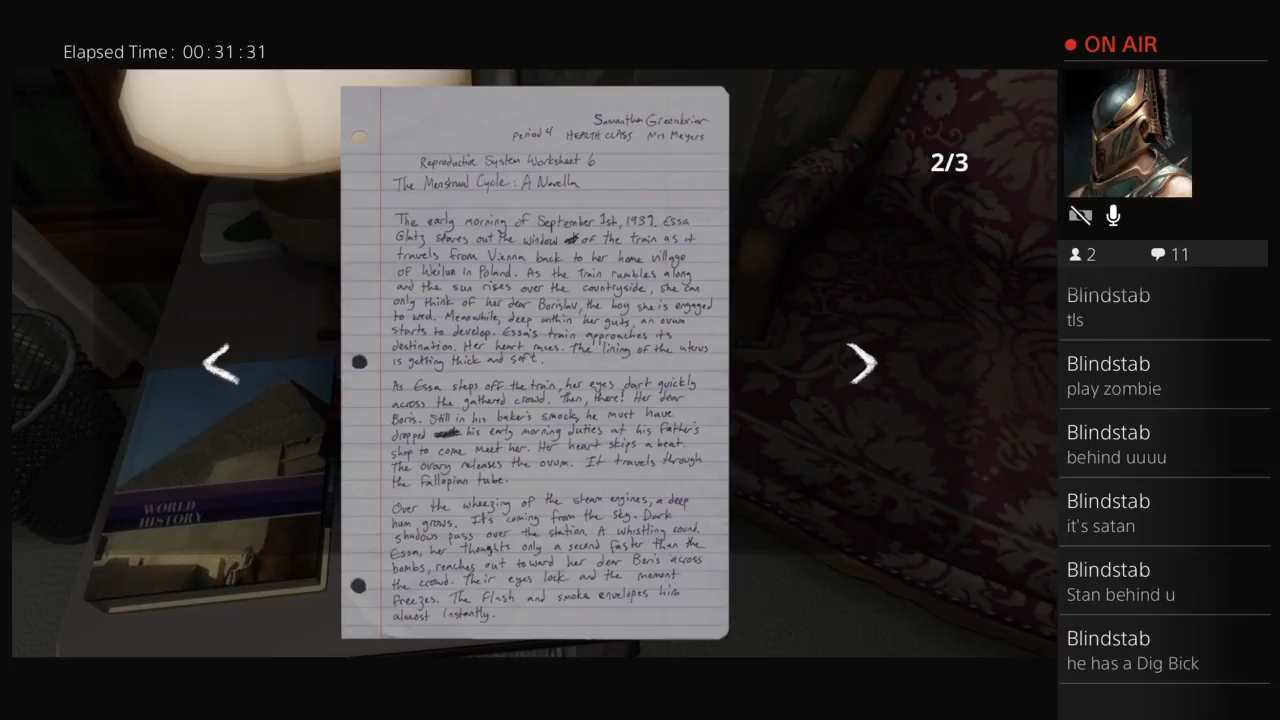 Elapsed Time: 00:31:31
ON AIR
Samantha Greenbriar
period 4 HEALTH CLASS Mrs Meyers
Reproductive System Worksheet 6
The Menstrual Cycle: A Novella
The early morning of September 1st, 1939. Essa
Glatz stares out the window of the train as it
travels from Vienna back to her home village
of Weilun in Poland. As the train rumbles along
and the sun rises over the countryside, she can
only think of her dear Borislav, the boy she is engaged
to wed. Meanwhile, deep within her guts, an ovum
starts to develop. Essa's train approaches its
destination. Her heart races. The lining of the uterus
is getting thick and soft.
As Essa steps off the train, her eyes dart quickly
across the gathered crowd. Then, there! Her dear
Boris. Still in his baker's smock, he must have
dropped his early morning duties at his father's
shop to come meet her. Her heart skips a beat.
The ovary releases the ovum. It travels through
the fallopian tube.
Over the wheezing of the steam engines, a deep
hum grows. It's coming from the sky. Dark
shadows pass over the station. A whistling sound.
Essa, her thoughts only a second faster than the
bombs, reaches out toward her dear Boris across
the crowd. Their eyes lock and the moment
freezes. The flash and smoke envelopes him
almost instantly.
2/3
WORLD
HISTORY
2
11
Blindstab
tls
Blindstab
play zombie
Blindstab
behind uuuu
Blindstab
it's satan
Blindstab
Stan behind u
Blindstab
he has a Dig Bick